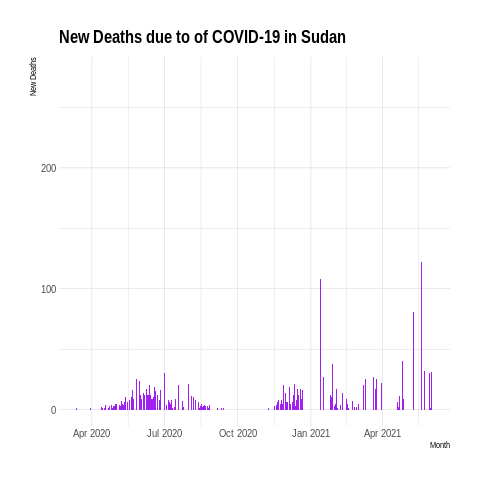 New Deaths due to of COVID-19 in Sudan
New Deaths
200
100
0
Apr 2020 Jul 2020 Oct 2020 Jan 2021 Apr 2021
Month